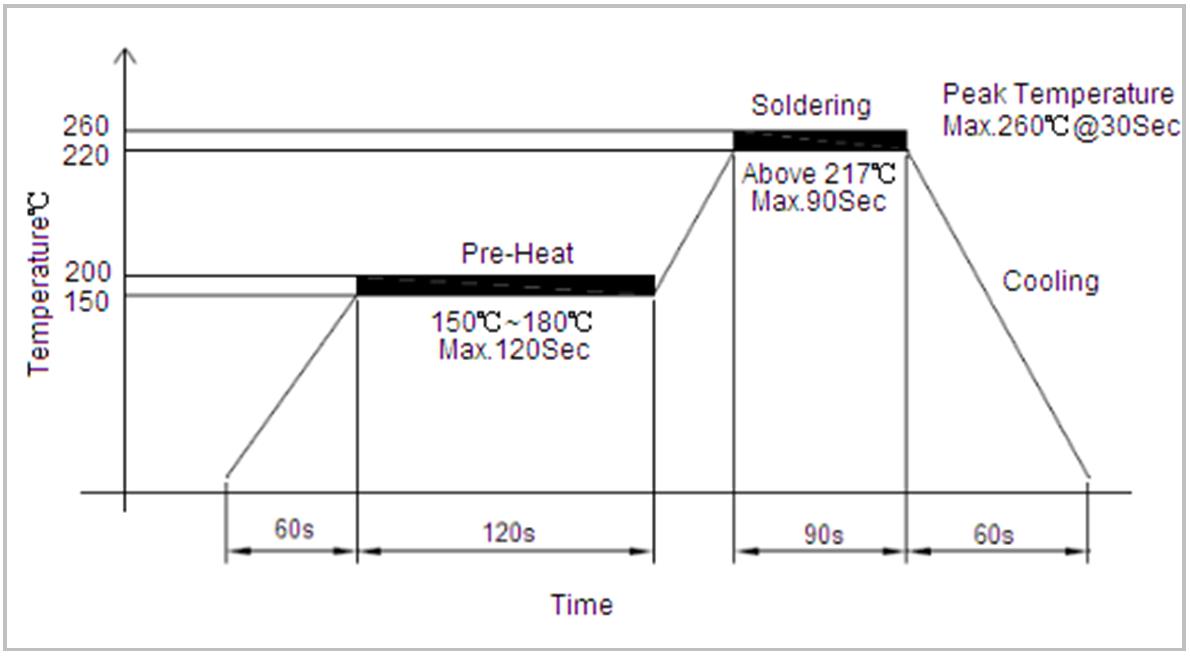 Soldering
Peak Temperature
Max.260℃@30Sec
260
220
Above 217℃
Max.90Sec
Temperature℃
Pre-Heat
200
150
Cooling
150℃~180℃
Max.120Sec
60s
120s
90s
60s
Time